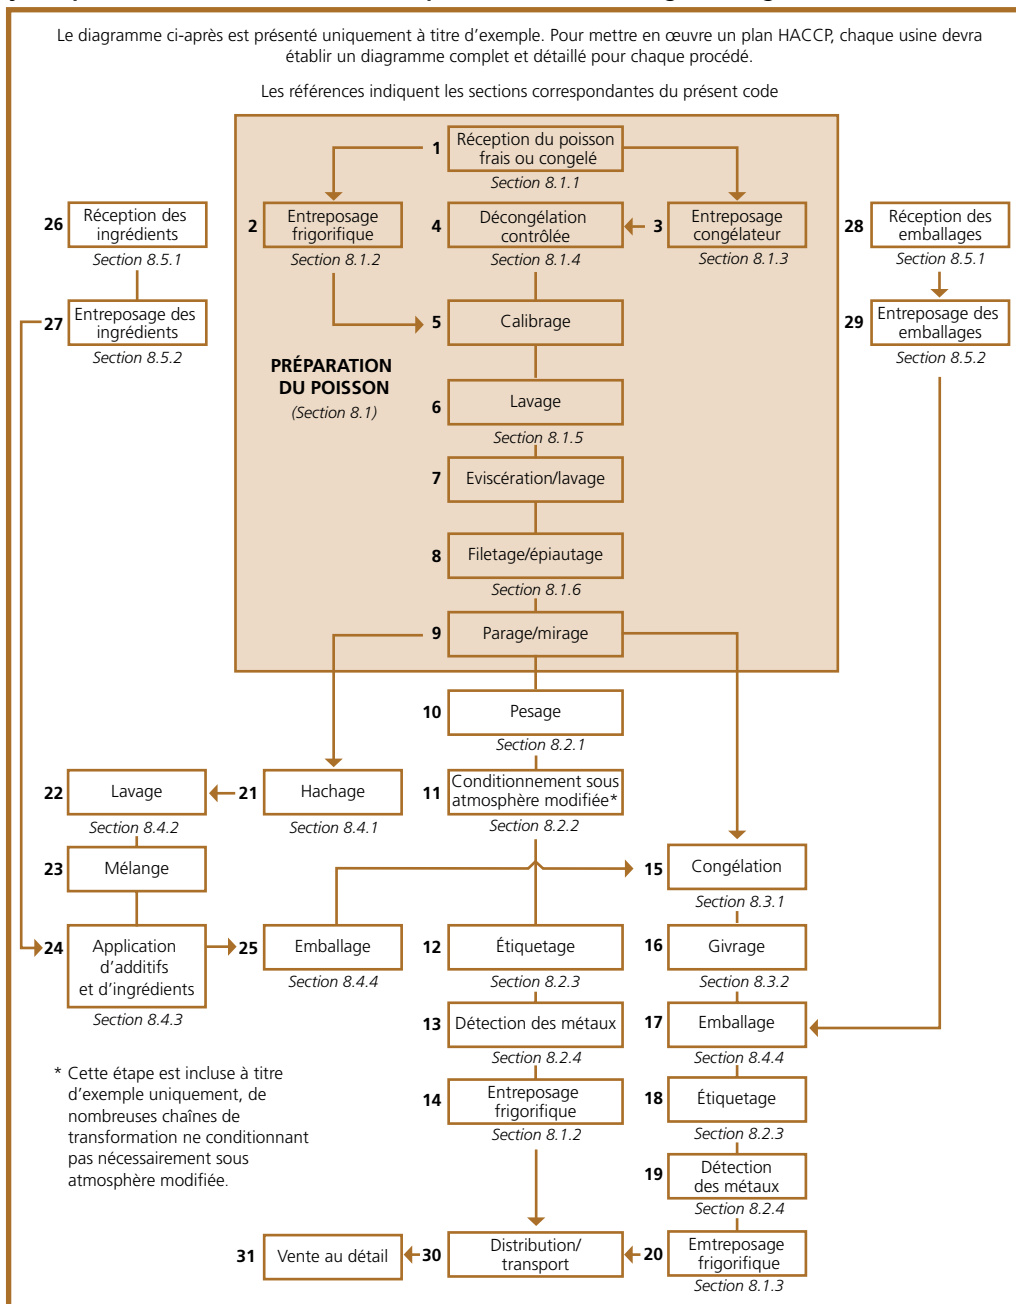 Le diagramme ci-après est présenté uniquement à titre d'exemple. Pour mettre en œuvre un plan HACCP, chaque usine devra
établir un diagramme complet et détaillé pour chaque procédé.
Les références indiquent les sections correspondantes du présent code
1
Réception du poisson
frais ou congelé
Section 8.1.1
26
Réception des
ingrédients
Section 8.5.1
2
Entreposage
frigorifique
Section 8.1.2
4
Décongélation
contrôlée
Section 8.1.4
3
Entreposage
congélateur
Section 8.1.3
28
Réception des
emballages
Section 8.5.1
27
Entreposage des
ingrédients
Section 8.5.2
5
Calibrage
29
Entreposage des
emballages
Section 8.5.2
PRÉPARATION
DU POISSON
(Section 8.1)
6
Lavage
Section 8.1.5
7
Eviscération/lavage
8
Filetage/épiautage
Section 8.1.6
9
Parage/mirage
10
Pesage
Section 8.2.1
22
Lavage
Section 8.4.2
21
Hachage
Section 8.4.1
11
Conditionnement sous
atmosphère modifiée*
Section 8.2.2
23
Mélange
15
Congélation
Section 8.3.1
24
Application
d'additifs
et d'ingrédients
Section 8.4.3
25
Emballage
Section 8.4.4
12
Étiquetage
Section 8.2.3
16
Givrage
Section 8.3.2
13
Détection des métaux
Section 8.2.4
17
Emballage
Section 8.4.4
* Cette étape est incluse à titre
d'exemple uniquement, de
nombreuses chaînes de
transformation ne conditionnant
pas nécessairement sous
atmosphère modifiée.
14
Entreposage
frigorifique
Section 8.1.2
18
Étiquetage
Section 8.2.3
19
Détection
des métaux
Section 8.2.4
31
Vente au détail
30
Distribution/
transport
20
Emtreposage
frigorifique
Section 8.1.3